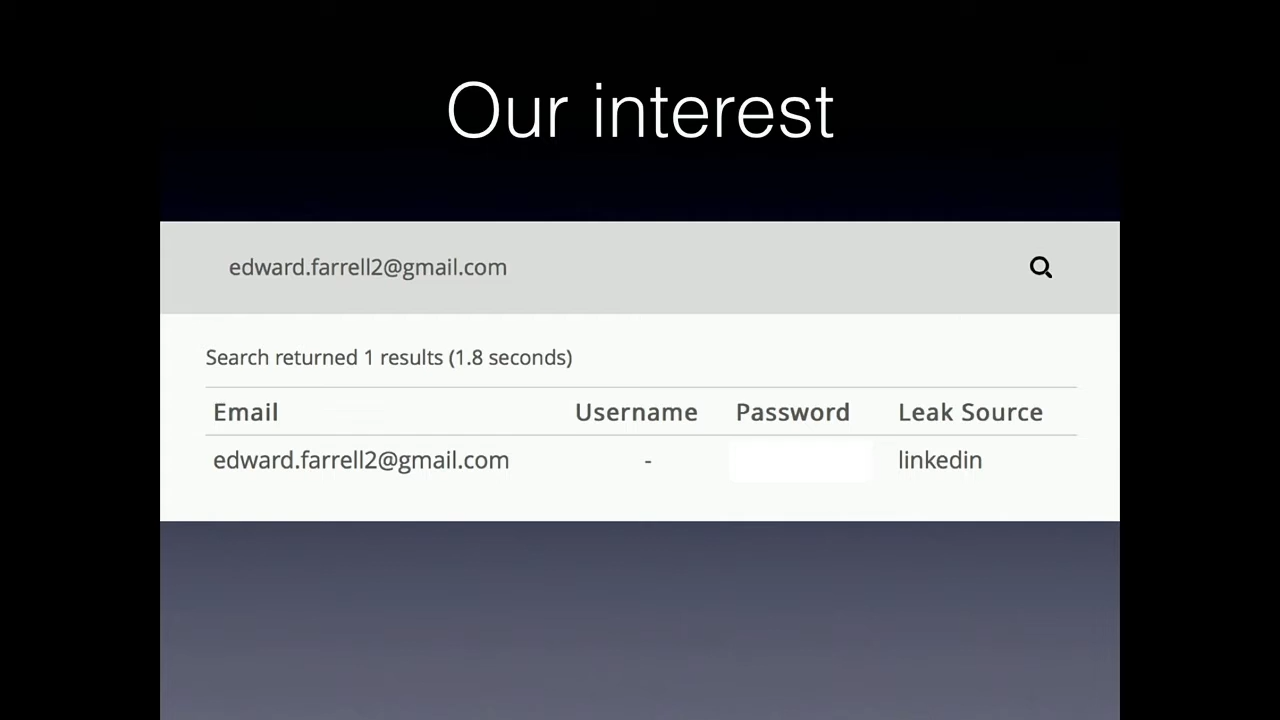 Our interest
edward.farrell2@gmail.com
Search returned 1 results (1.8 seconds)
Email Username Password Leak Source
edward.farrell2@gmail.com - linkedin